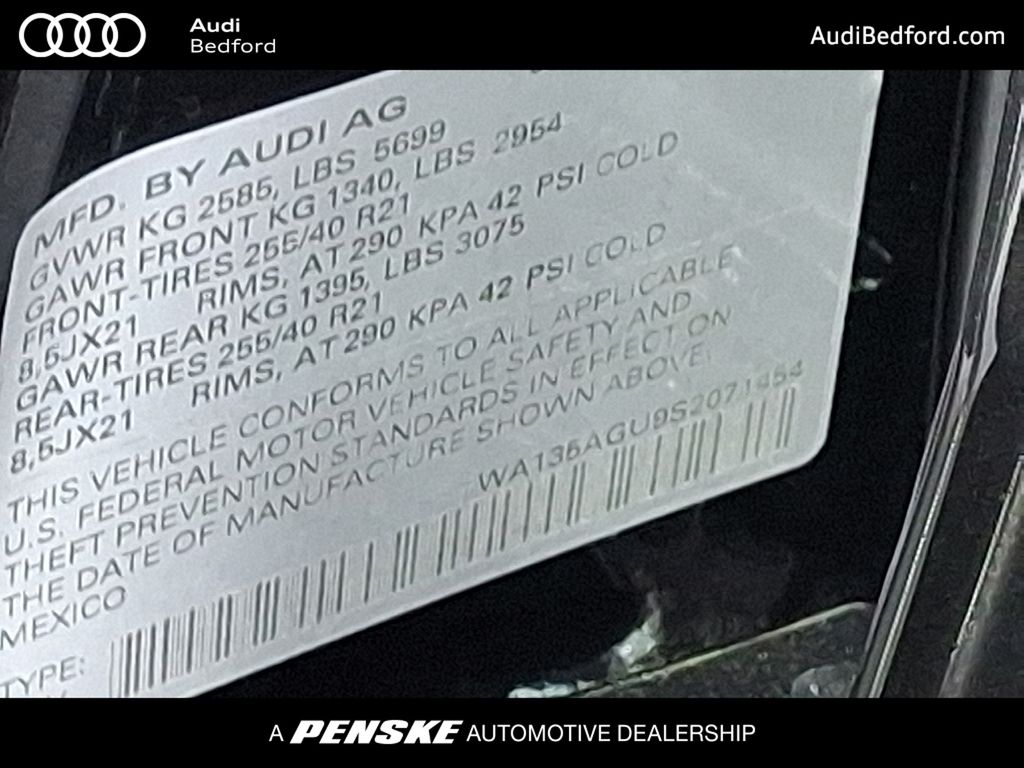 Audi
Bedford
AudiBedford.com
MFD. BY AUDI AG
GVWR KG 2585, LBS 5699
GAWR FRONT KG 1340, LBS 2954
FRONT-TIRES 255/40 R21
8,5JX21 RIMS, AT 290 KPA 42 PSI COLD
GAWR REAR KG 1395, LBS 3075
REAR-TIRES 255/40 R21
8,5JX21 RIMS, AT 290 KPA 42 PSI COLD
THIS VEHICLE CONFORMS TO ALL APPLICABLE
U.S. FEDERAL MOTOR VEHICLE SAFETY AND
THEFT PREVENTION STANDARDS IN EFFECT ON
THE DATE OF MANUFACTURE SHOWN ABOVE.
MEXICO
WA135AGU9S2071454
TYPE:
A PENSKE AUTOMOTIVE DEALERSHIP